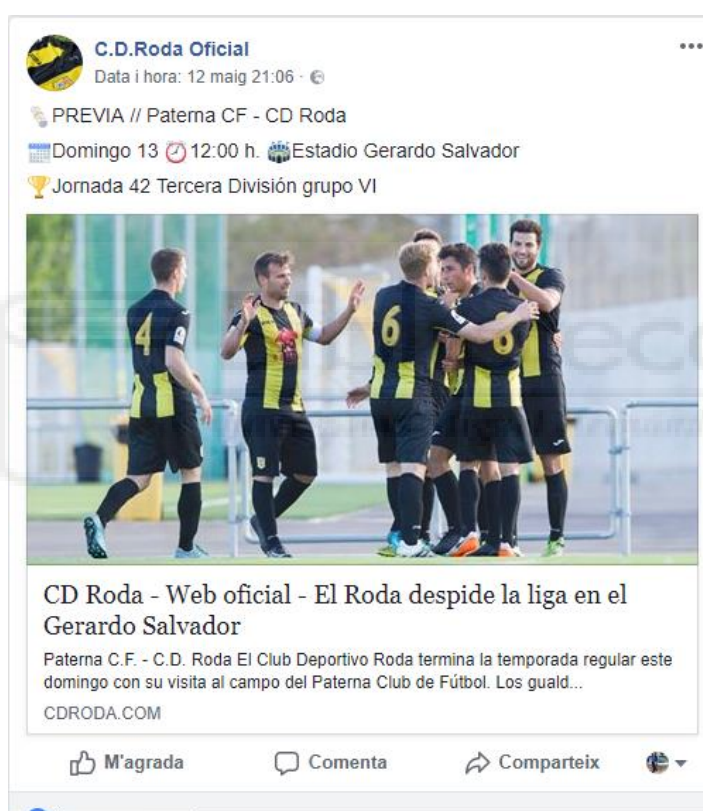 C.D.Roda Oficial
Data i hora: 12 maig 21:06 ·
PREVIA // Paterna CF - CD Roda
Domingo 13 12:00 h. Estadio Gerardo Salvador
Jornada 42 Tercera División grupo VI
4
6
8
CD Roda - Web oficial - El Roda despide la liga en el
Gerardo Salvador
Paterna C.F. - C.D. Roda El Club Deportivo Roda termina la temporada regular este
domingo con su visita al campo del Paterna Club de Fútbol. Los guald...
CDRODA.COM
M'agrada Comenta Comparteix